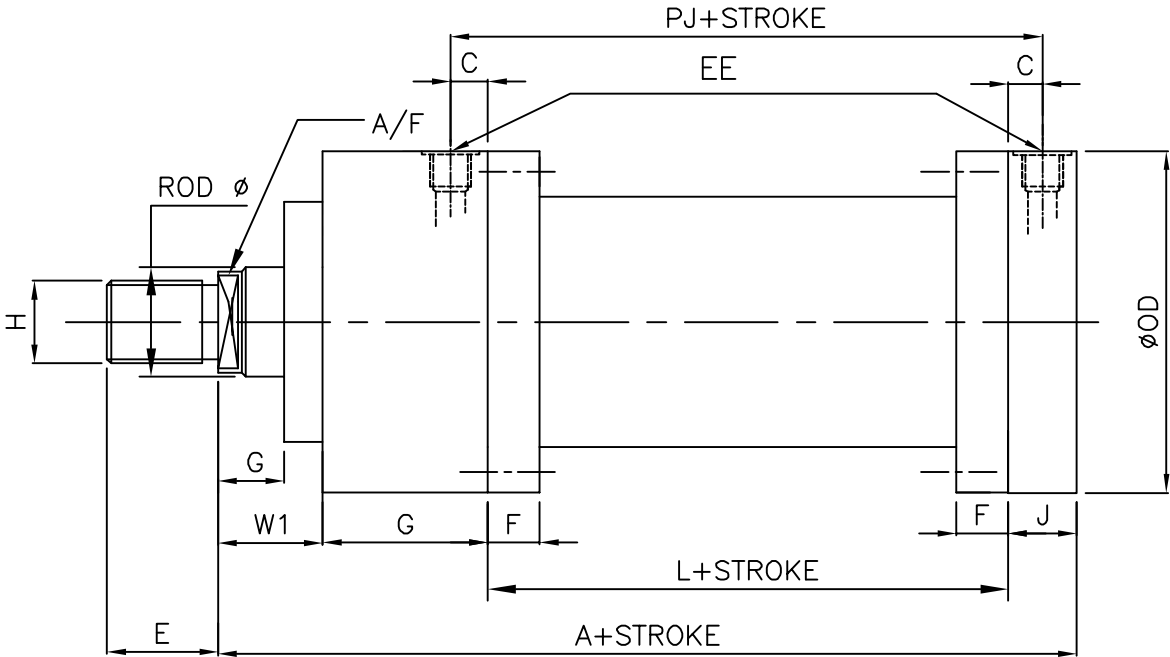 PJ+STROKE
C
EE
C
A/F
ROD ø
H
øOD
G
W1
G
F
F
J
L+STROKE
E
A+STROKE